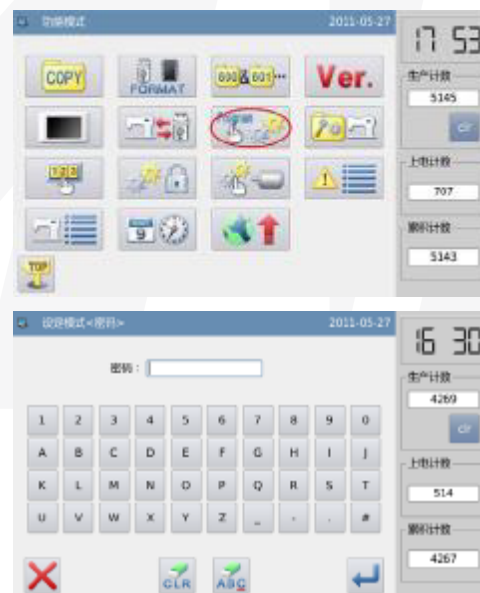 功能模式 2011-05-27
17 53
COPY FORMAT 600&601… Ver.
生产计数
5145
clr
上电计数
707
累积计数
9
5143
TOP
设定模式<密码> 2011-05-27
16 30
密码：
生产计数
4269
clr
1 2 3 4 5 6 7 8 9 0
A B C D E F G H I J
上电计数
K L M N O P Q R S T
514
U V W X Y Z _ - . #
累积计数
4267
CLR ABC